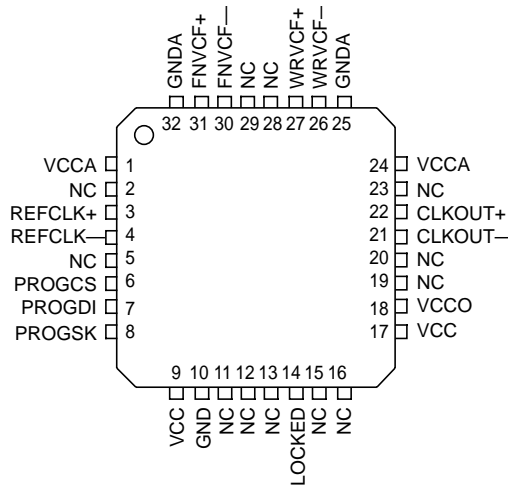 GNDA
FNVCF+
FNVCF—
NC
NC
WRVCF+
WRVCF–
GNDA
32 31 30 29 28 27 26 25
VCCA 1
NC 2
REFCLK+ 3
REFCLK— 4
NC 5
PROGCS 6
PROGDI 7
PROGSK 8
24 VCCA
23 NC
22 CLKOUT+
21 CLKOUT—
20 NC
19 NC
18 VCCO
17 VCC
9 10 11 12 13 14 15 16
VCC
GND
NC
NC
NC
LOCKED
NC
NC